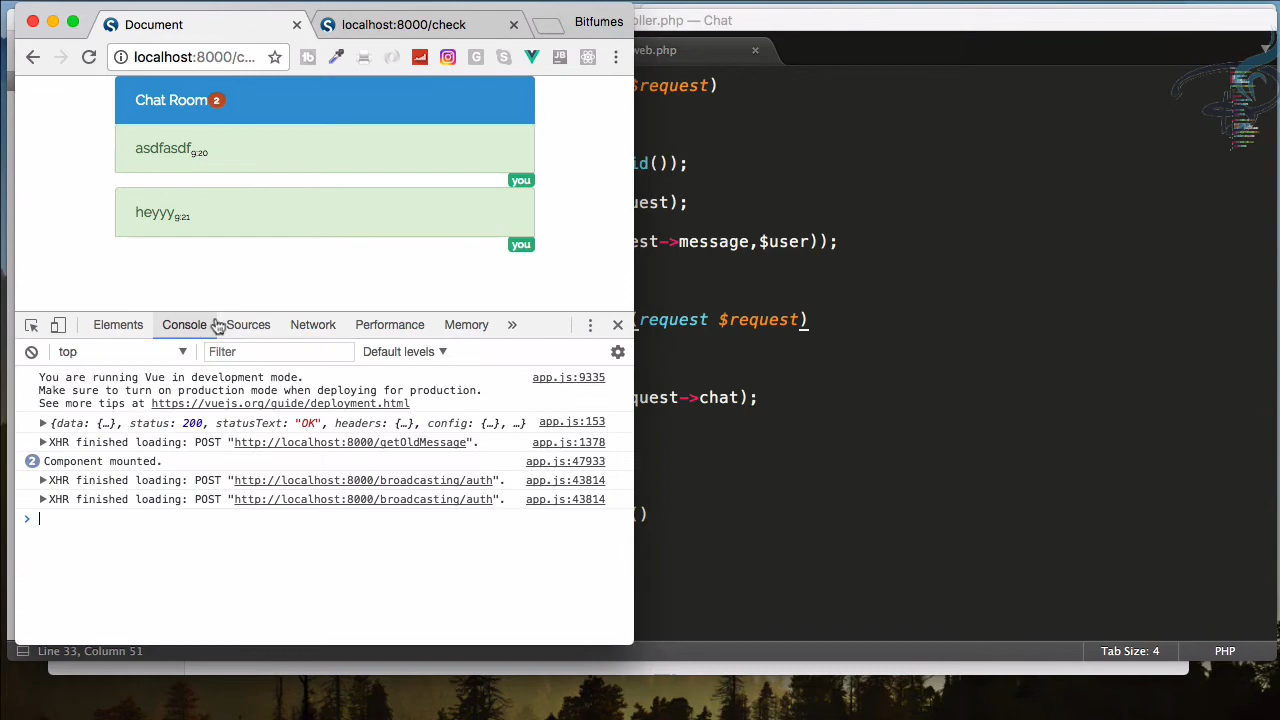 Document
localhost:8000/check
Bitfumes
ller.php — Chat
localhost:8000/c...
web.php
Chat Room 2
asdfasdf 9:20
you
heyyy 9:21
you
$request)
id());
uest);
est->message,$user));
(request $request)
quest->chat);
()
Elements
Console
Sources
Network
Performance
Memory
»
top
Filter
Default levels
You are running Vue in development mode. app.js:9335
Make sure to turn on production mode when deploying for production.
See more tips at https://vuejs.org/guide/deployment.html
{data: {…}, status: 200, statusText: "OK", headers: {…}, config: {…}, …} app.js:153
XHR finished loading: POST "http://localhost:8000/getOldMessage". app.js:1378
2 Component mounted. app.js:47933
XHR finished loading: POST "http://localhost:8000/broadcasting/auth". app.js:43814
XHR finished loading: POST "http://localhost:8000/broadcasting/auth". app.js:43814
>
Line 33, Column 51
Tab Size: 4
PHP